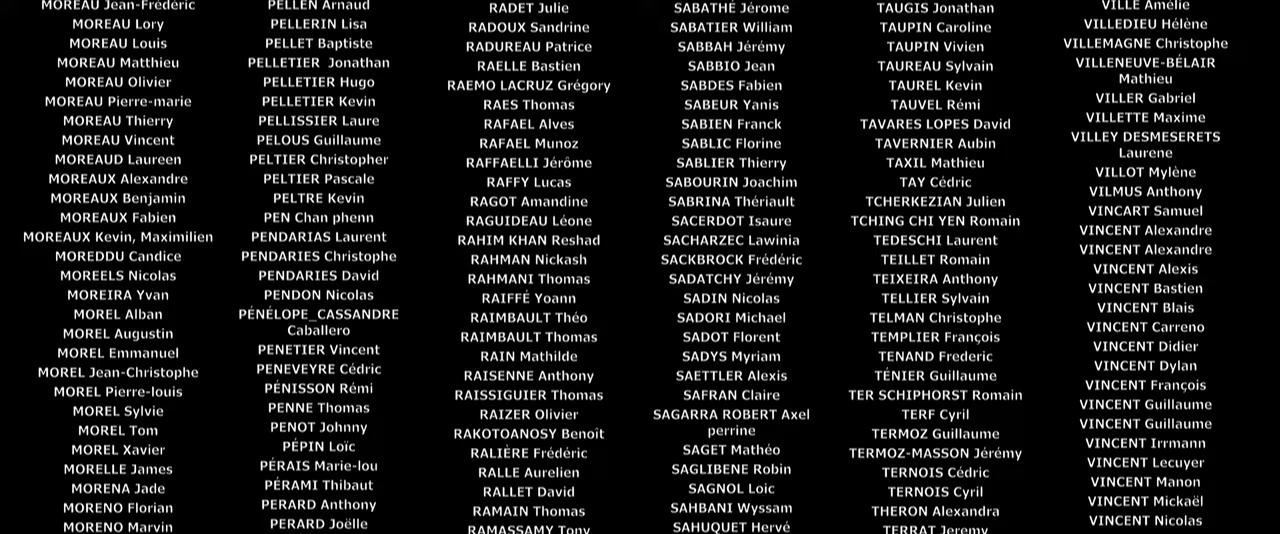 MOREAU Jean-Frédéric
MOREAU Lory
MOREAU Louis
MOREAU Matthieu
MOREAU Olivier
MOREAU Pierre-marie
MOREAU Thierry
MOREAU Vincent
MOREAUD Laureen
MOREAUX Alexandre
MOREAUX Benjamin
MOREAUX Fabien
MOREAUX Kevin, Maximilien
MOREDDU Candice
MOREELS Nicolas
MOREIRA Yvan
MOREL Alban
MOREL Augustin
MOREL Emmanuel
MOREL Jean-Christophe
MOREL Pierre-louis
MOREL Sylvie
MOREL Tom
MOREL Xavier
MORELLE James
MORENA Jade
MORENO Florian
MORENO Marvin
PELLEN Arnaud
PELLERIN Lisa
PELLET Baptiste
PELLETIER  Jonathan
PELLETIER Hugo
PELLETIER Kevin
PELLISSIER Laure
PELOUS Guillaume
PELTIER Christopher
PELTIER Pascale
PELTRE Kevin
PEN Chan phenn
PENDARIAS Laurent
PENDARIES Christophe
PENDARIES David
PENDON Nicolas
PÉNÉLOPE_CASSANDRE
Caballero
PENETIER Vincent
PENEVEYRE Cédric
PÉNISSON Rémi
PENNE Thomas
PENOT Johnny
PÉPIN Loïc
PÉRAIS Marie-lou
PÉRAMI Thibaut
PERARD Anthony
PERARD Joëlle
RADET Julie
RADOUX Sandrine
RADUREAU Patrice
RAELLE Bastien
RAEMO LACRUZ Grégory
RAES Thomas
RAFAEL Alves
RAFAEL Munoz
RAFFAELLI Jérôme
RAFFY Lucas
RAGOT Amandine
RAGUIDEAU Léone
RAHIM KHAN Reshad
RAHMAN Nickash
RAHMANI Thomas
RAIFFÉ Yoann
RAIMBAULT Théo
RAIMBAULT Thomas
RAIN Mathilde
RAISENNE Anthony
RAISSIGUIER Thomas
RAIZER Olivier
RAKOTOANOSY Benoît
RALIÈRE Frédéric
RALLE Aurelien
RALLET David
RAMAIN Thomas
RAMASSAMY Tony
SABATHÉ Jérome
SABATIER William
SABBAH Jérémy
SABBIO Jean
SABDES Fabien
SABEUR Yanis
SABIEN Franck
SABLIC Florine
SABLIER Thierry
SABOURIN Joachim
SABRINA Thériault
SACERDOT Isaure
SACHARZEC Lawinia
SACKBROCK Frédéric
SADATCHY Jérémy
SADIN Nicolas
SADORI Michael
SADOT Florent
SADYS Myriam
SAETTLER Alexis
SAFRAN Claire
SAGARRA ROBERT Axel
perrine
SAGET Mathéo
SAGLIBENE Robin
SAGNOL Loic
SAHBANI Wyssam
SAHUQUET Hervé
TAUGIS Jonathan
TAUPIN Caroline
TAUPIN Vivien
TAUREAU Sylvain
TAUREL Kevin
TAUVEL Rémi
TAVARES LOPES David
TAVERNIER Aubin
TAXIL Mathieu
TAY Cédric
TCHERKEZIAN Julien
TCHING CHI YEN Romain
TEDESCHI Laurent
TEILLET Romain
TEIXEIRA Anthony
TELLIER Sylvain
TELMAN Christophe
TEMPLIER François
TENAND Frederic
TÉNIER Guillaume
TER SCHIPHORST Romain
TERF Cyril
TERMOZ Guillaume
TERMOZ-MASSON Jérémy
TERNOIS Cédric
TERNOIS Cyril
THERON Alexandra
TERRAT Jeremy
VILLE Amélie
VILLEDIEU Hélène
VILLEMAGNE Christophe
VILLENEUVE-BÉLAIR
Mathieu
VILLER Gabriel
VILLETTE Maxime
VILLEY DESMESERETS
Laurene
VILLOT Mylène
VILMUS Anthony
VINCART Samuel
VINCENT Alexandre
VINCENT Alexandre
VINCENT Alexis
VINCENT Bastien
VINCENT Blais
VINCENT Carreno
VINCENT Didier
VINCENT Dylan
VINCENT François
VINCENT Guillaume
VINCENT Guillaume
VINCENT Irrmann
VINCENT Lecuyer
VINCENT Manon
VINCENT Mickaël
VINCENT Nicolas